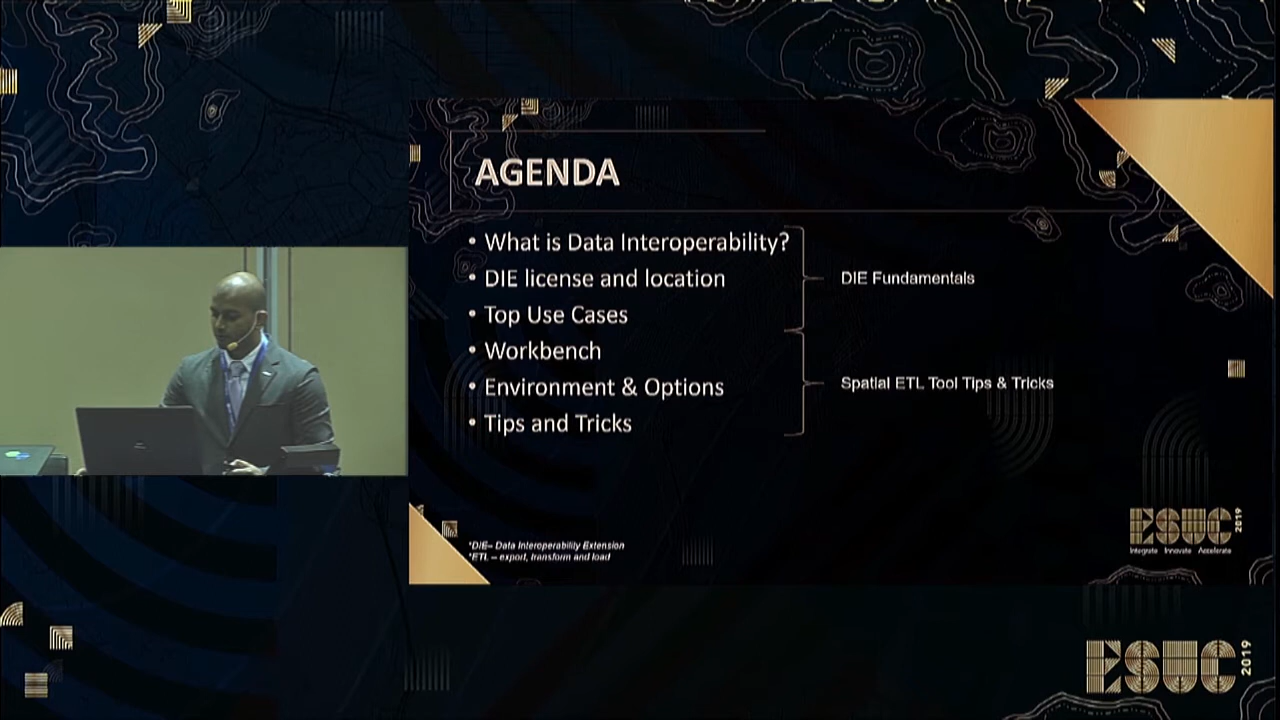 AGENDA
• What is Data Interoperability?
• DIE license and location
• Top Use Cases
• Workbench
• Environment & Options
• Tips and Tricks
DIE Fundamentals
Spatial ETL Tool Tips & Tricks
*DIE– Data Interoperability Extension
*ETL – export, transform and load
ESUC 2019
Integrate Innovate Accelerate
ESUC 2019